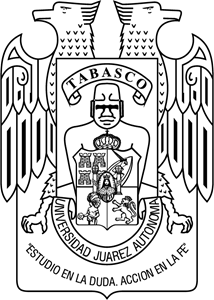 TABASCO
UNIVERSIDAD JUAREZ AUTONOMA
"ESTUDIO EN LA DUDA. ACCION EN LA FE"